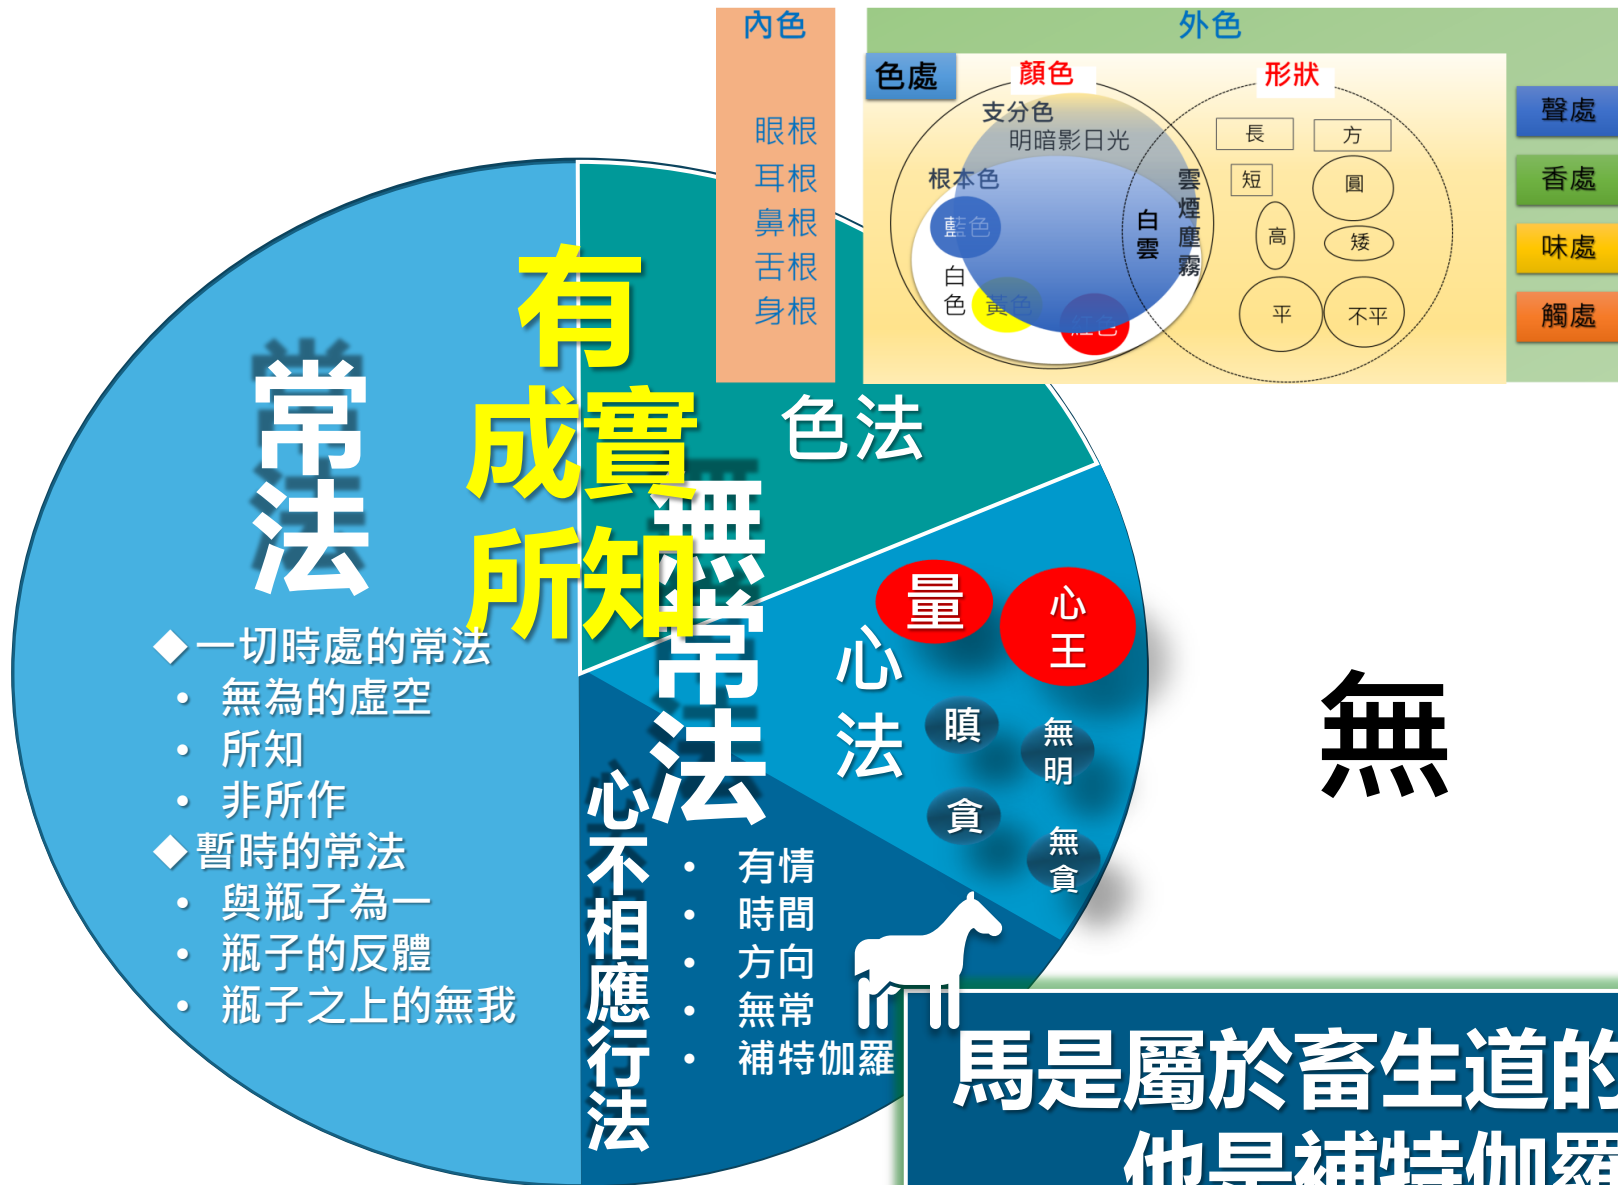 內色
眼根
耳根
鼻根
舌根
身根
外色
色處
顏色
支分色
明暗影日光
根本色
藍色
白色
黃色
紅色
白雲
雲煙塵霧
形狀
長
方
短
圓
高
矮
平
不平
聲處
香處
味處
觸處
有
成實
所知
常法
◆一切時處的常法
• 無為的虛空
• 所知
• 非所作
◆暫時的常法
• 與瓶子為一
• 瓶子的反體
• 瓶子之上的無我
無常法
色法
心法
量
心王
瞋
無明
貪
無貪
心不相應行法
• 有情
• 時間
• 方向
• 無常
• 補特伽羅
無
馬是屬於畜生道的
他是補特伽羅